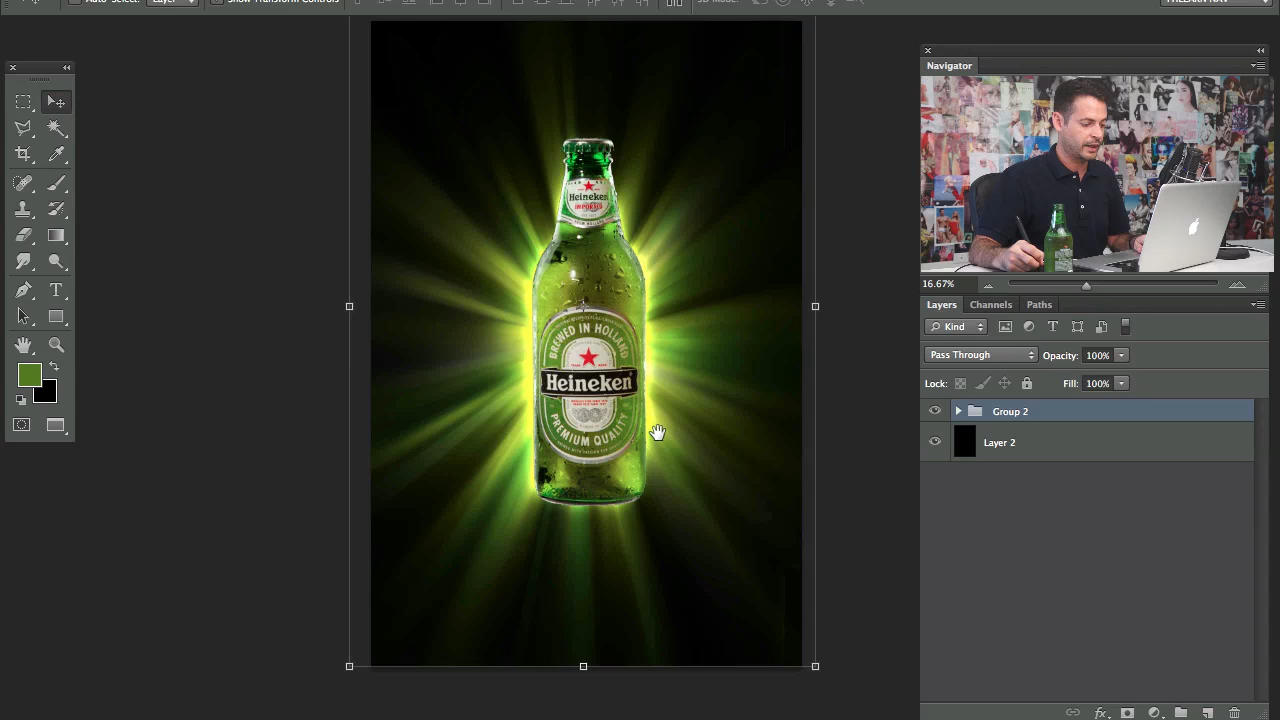 Auto-Select:
Layer
Show Transform Controls
3D Mode:
Navigator
16.67%
Layers
Channels
Paths
Kind
Pass Through
Opacity:
100%
Lock:
Fill:
100%
Group 2
Layer 2
Heineken
IMPORTED
BREWED IN HOLLAND
Heineken
PREMIUM QUALITY
T
T
fx